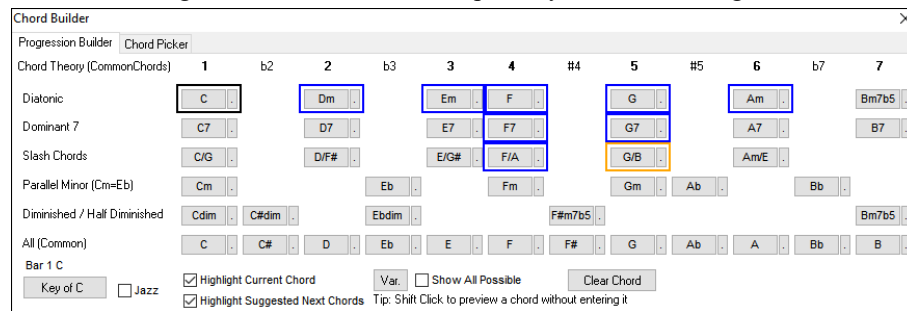 Chord Builder
Progression Builder Chord Picker
Chord Theory (CommonChords) 1 b2 2 b3 3 4 #4 5 #5 6 b7 7
Diatonic C . Dm . Em . F . G . Am . Bm7b5 .
Dominant 7 C7 . D7 . E7 . F7 . G7 . A7 . B7 .
Slash Chords C/G . D/F# . E/G# . F/A . G/B . Am/E .
Parallel Minor (Cm=Eb) Cm . Eb . Fm . Gm . Ab . Bb .
Diminished / Half Diminished Cdim . C#dim . Ebdim . F#m7b5 . Bm7b5 .
All (Common) C . C# . D . Eb . E . F . F# . G . Ab . A . Bb . B .
Bar 1 C
Key of C Jazz Highlight Current Chord Var. Show All Possible Clear Chord
Highlight Suggested Next Chords Tip: Shift Click to preview a chord without entering it